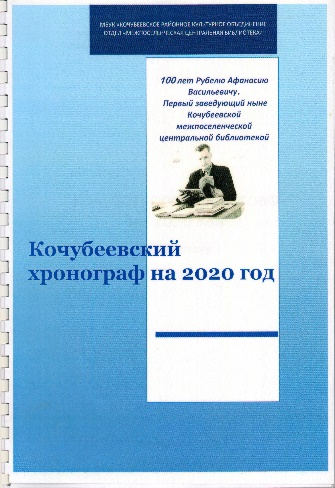 МБУК «КОЧУБЕЕВСКОЕ РАЙОННОЕ КУЛЬТУРНОЕ ОБЪЕДИНЕНИЕ
ОТДЕЛ «МЕЖПОСЕЛЕНЧЕСКАЯ ЦЕНТРАЛЬНАЯ БИБЛИОТЕКА»
100 лет Рубелю Афанасию
Васильевичу.
Первый заведующий ныне
Кочубеевской
межпоселенческой
центральной библиотекой
Кочубеевский
хронограф на 2020 год